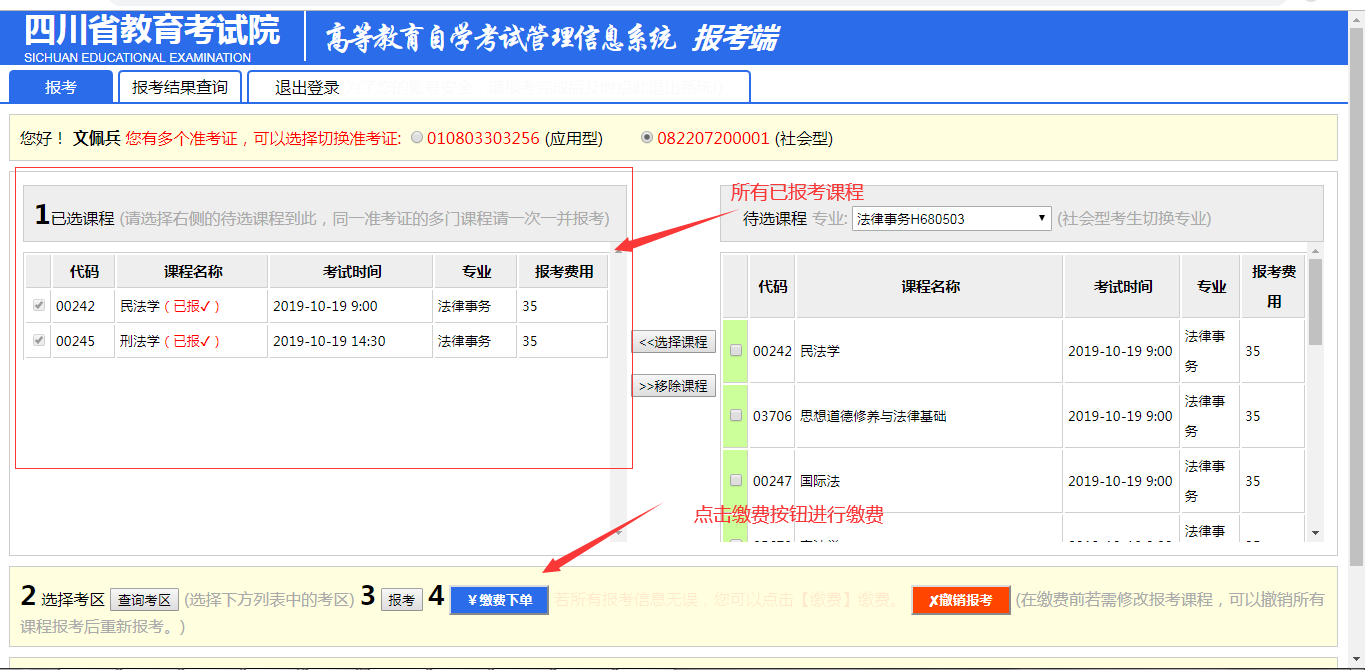 四川省教育考试院
SICHUAN EDUCATIONAL EXAMINATION
高等教育自学考试管理信息系统 报考端
报考 报考结果查询 退出登录
您好！ 文佩兵 您有多个准考证，可以选择切换准考证: 010803303256 (应用型) 082207200001 (社会型)
所有已报考课程
1已选课程 (请选择右侧的待选课程到此，同一准考证的多门课程请一次一并报考)
代码 课程名称 考试时间 专业 报考费用
00242 民法学（已报✓） 2019-10-19 9:00 法律事务 35
00245 刑法学（已报✓） 2019-10-19 14:30 法律事务 35
<<选择课程
>>移除课程
待选课程 专业: 法律事务H680503 (社会型考生切换专业)
代码 课程名称 考试时间 专业 报考费用
00242 民法学 2019-10-19 9:00 法律事务 35
03706 思想道德修养与法律基础 2019-10-19 9:00 法律事务 35
00247 国际法 2019-10-19 9:00 法律事务 35
法律事
点击缴费按钮进行缴费
2 选择考区 查询考区 (选择下方列表中的考区) 3 报考 4 ¥缴费下单 若所有报考信息无误，您可以点击【缴费】缴费。 ✗撤销报考 (在缴费前若需修改报考课程，可以撤销所有
课程报考后重新报考。)